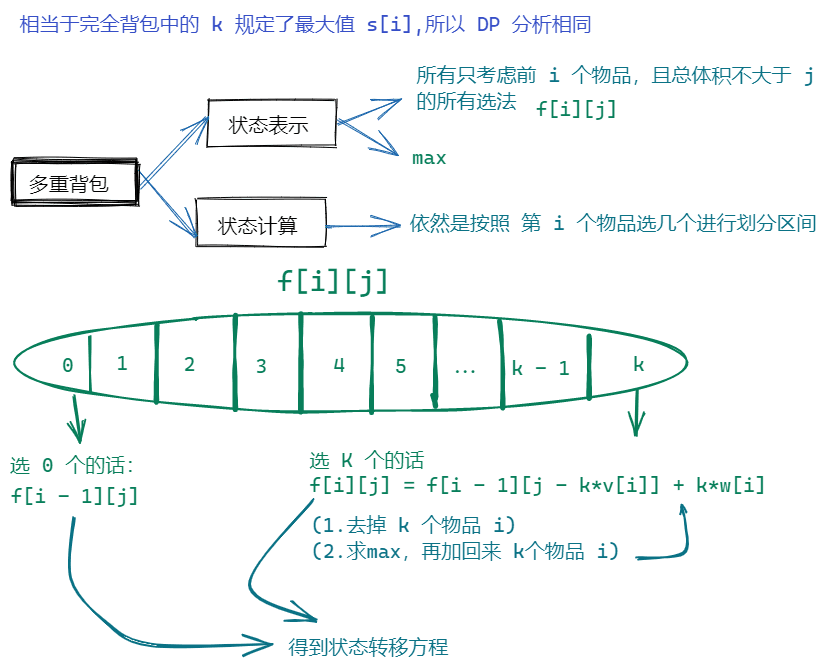 相当于完全背包中的 k 规定了最大值 s[i],所以 DP 分析相同
所有只考虑前 i 个物品，且总体积不大于 j
的所有选法 f[i][j]
状态表示
max
多重背包
状态计算
依然是按照 第 i 个物品选几个进行划分区间
f[i][j]
0 1 2 3 4 5 ... k - 1 k
选 0 个的话:
f[i - 1][j]
选 K 个的话
f[i][j] = f[i - 1][j - k*v[i]] + k*w[i]
(1.去掉 k 个物品 i)
(2.求max，再加回来 k个物品 i)
得到状态转移方程